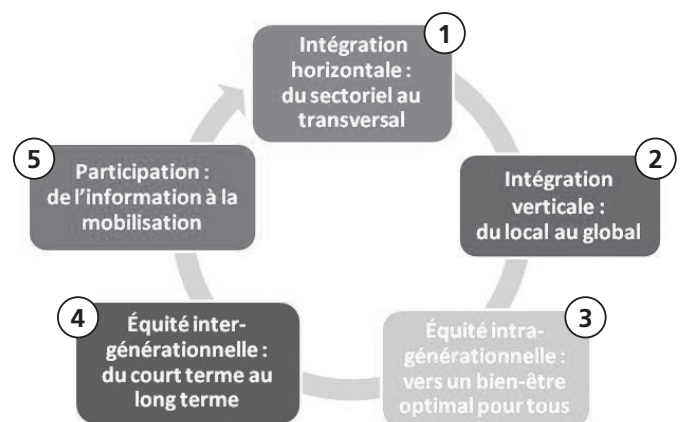 1
Intégration
horizontale :
du sectoriel au
transversal
2
Intégration
verticale :
du local au global
3
Équité intra-
générationnelle :
vers un bien-être
optimal pour tous
4
Équité inter-
générationnelle :
du court terme au
long terme
5
Participation :
de l'information à la
mobilisation